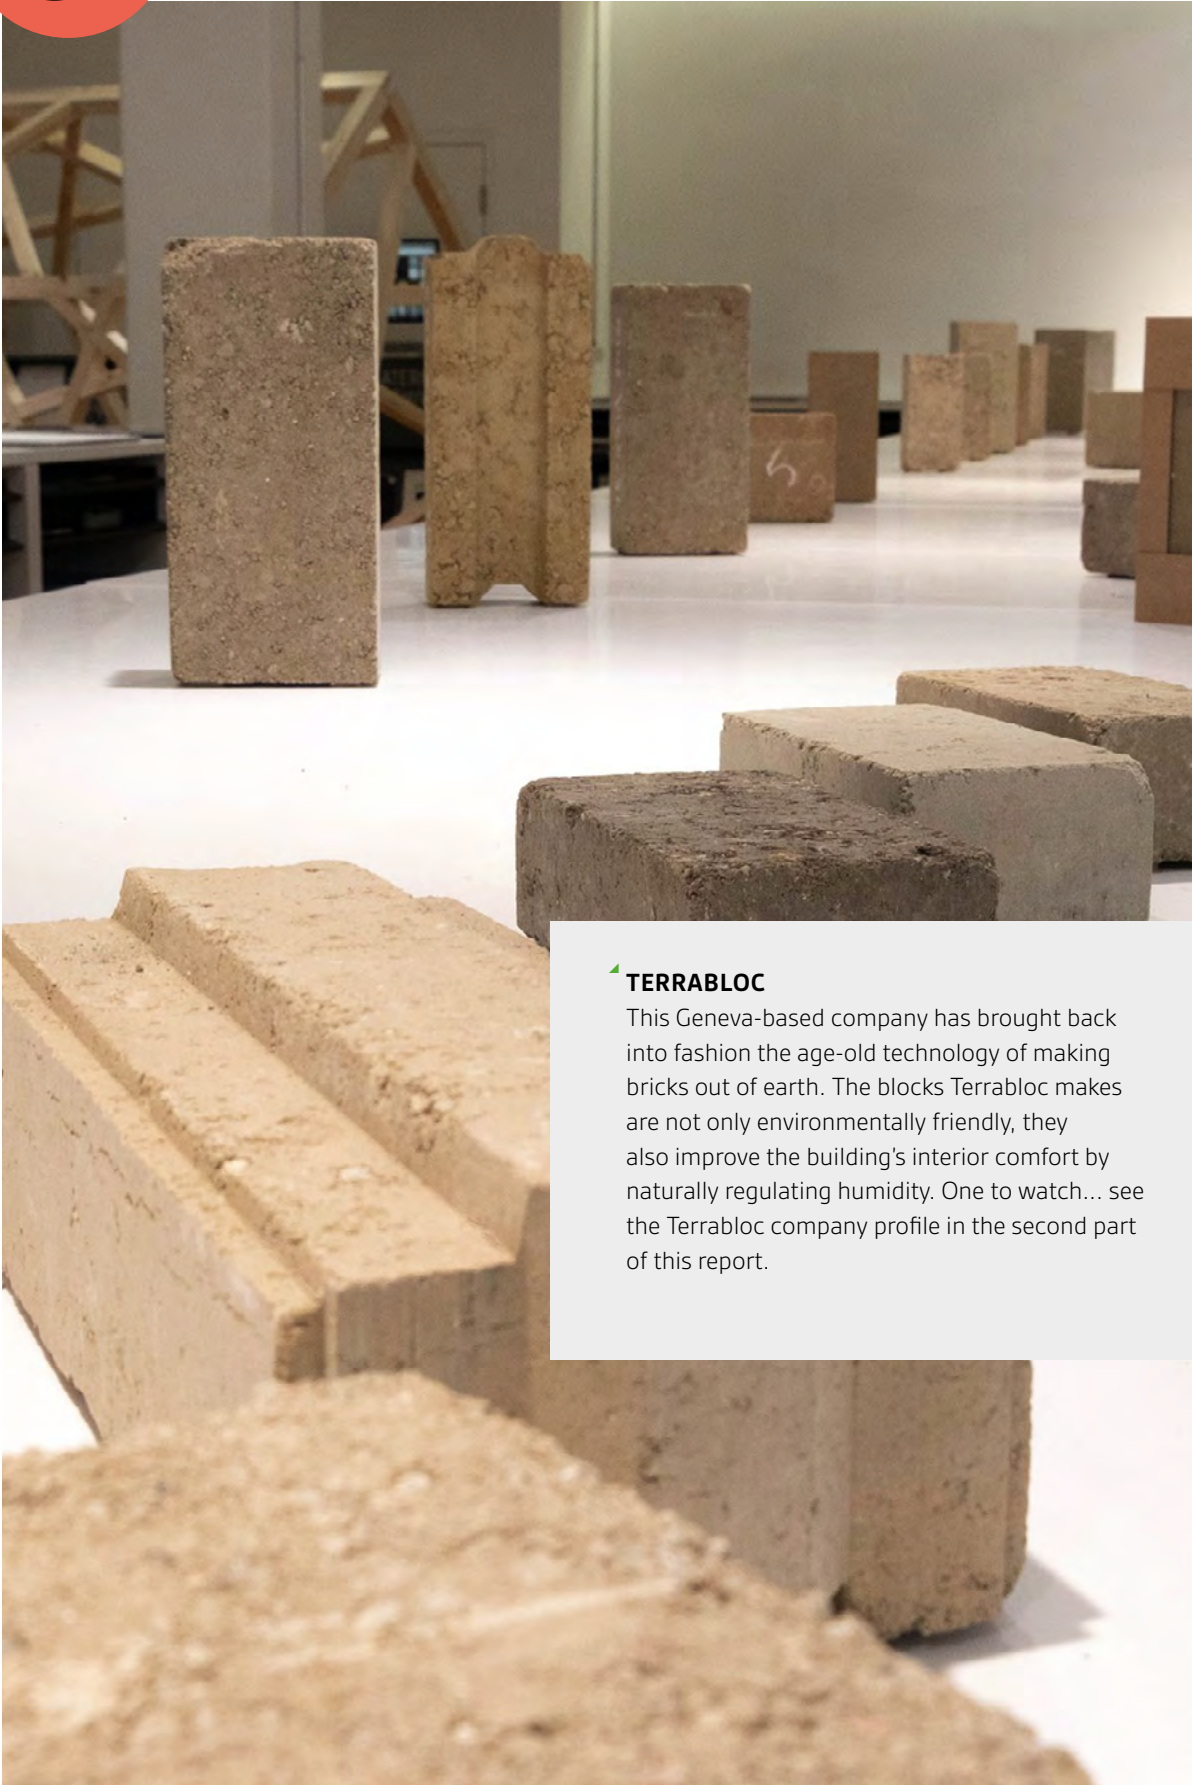 TERRABLOC
This Geneva-based company has brought back
into fashion the age-old technology of making
bricks out of earth. The blocks Terrabloc makes
are not only environmentally friendly, they
also improve the building's interior comfort by
naturally regulating humidity. One to watch... see
the Terrabloc company profile in the second part
of this report.